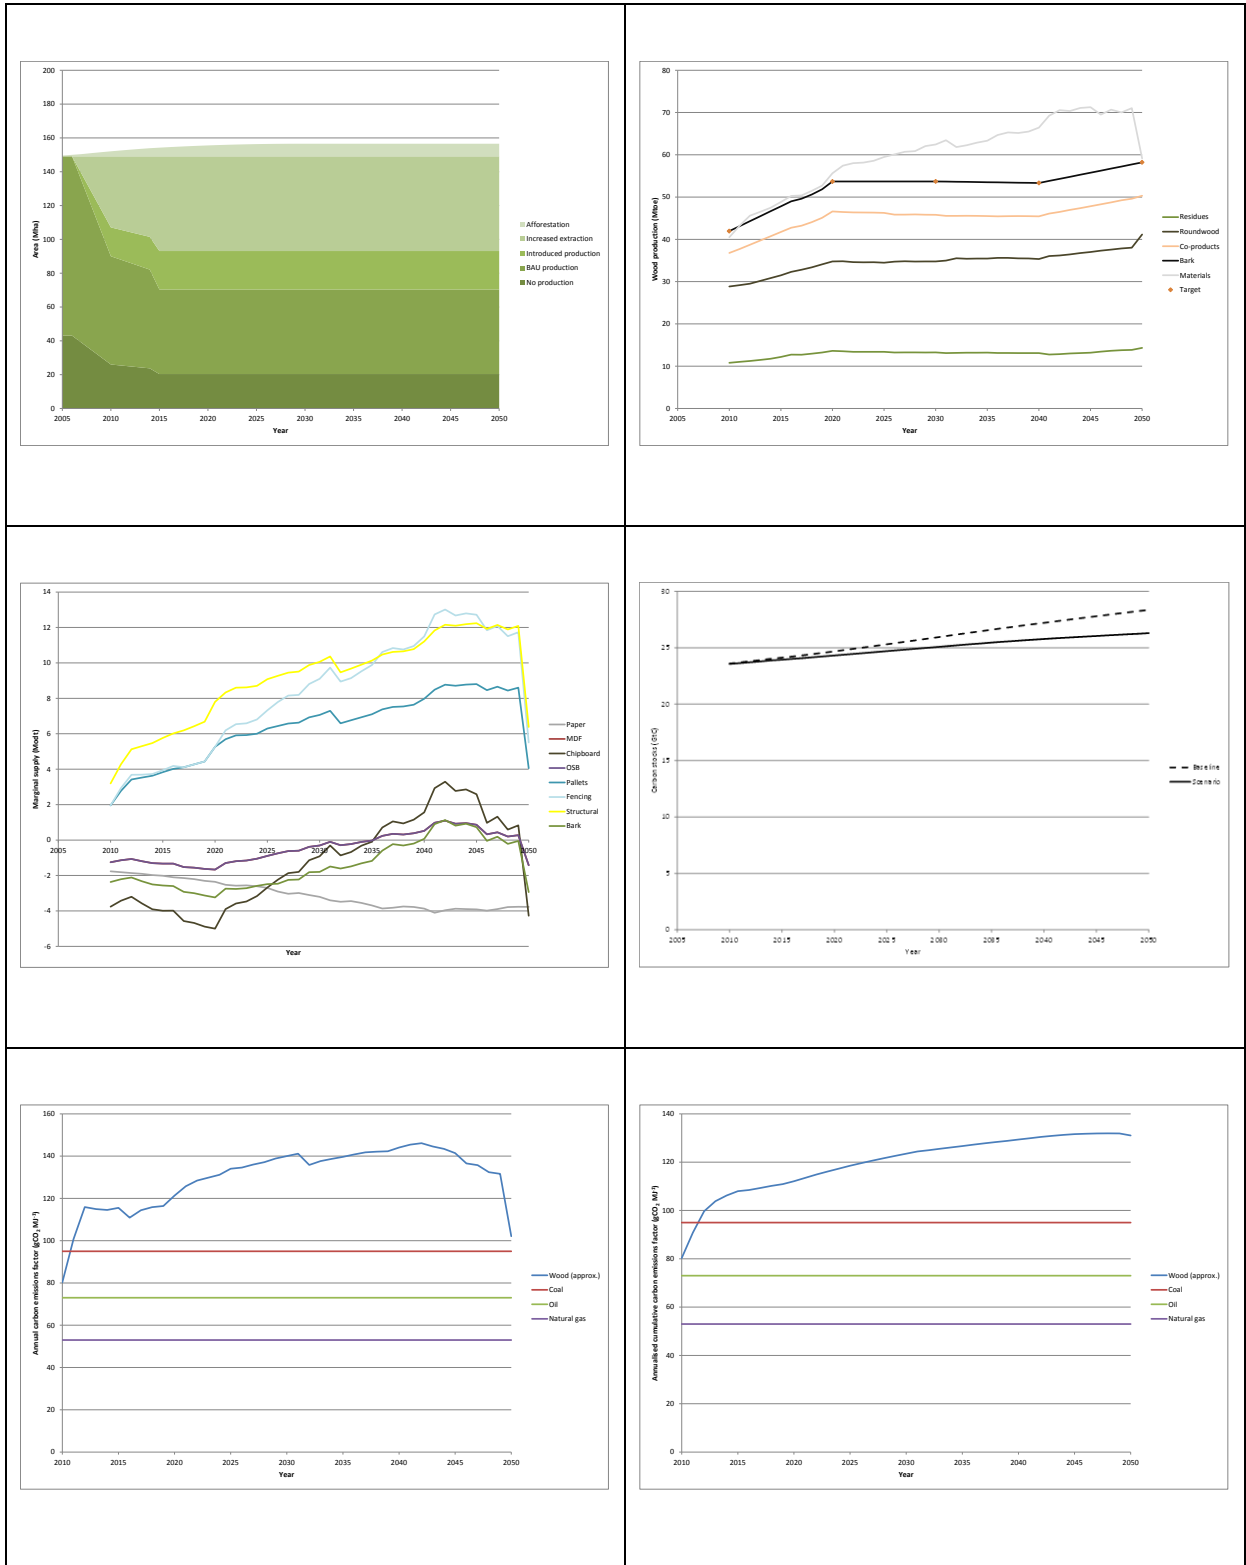 200
180
160
140
120
100
80
60
40
20
0
Area (Mha)
2005 2010 2015 2020 2025 2030 2035 2040 2045 2050
Year
Afforestation
Increased extraction
Introduced production
BAU production
No production
80
70
60
50
40
30
20
10
0
Wood production (Mtoe)
2005 2010 2015 2020 2025 2030 2035 2040 2045 2050
Year
Residues
Roundwood
Co-products
Bark
Materials
Target
14
12
10
8
6
4
2
0
-2
-4
-6
Marginal supply (Modt)
2005 2010 2015 2020 2025 2030 2035 2040 2045 2050
Year
Paper
MDF
Chipboard
OSB
Pallets
Fencing
Structural
Bark
30
25
20
15
10
5
0
Carbon stocks (GtC)
2005 2010 2015 2020 2025 2030 2035 2040 2045 2050
Year
Baseline
Scenario
160
140
120
100
80
60
40
20
0
Annual carbon emissions factor (gCO₂ MJ⁻¹)
2010 2015 2020 2025 2030 2035 2040 2045 2050
Year
Wood (approx.)
Coal
Oil
Natural gas
140
120
100
80
60
40
20
0
Annualised cumulative carbon emissions factor (gCO₂ MJ⁻¹)
2010 2015 2020 2025 2030 2035 2040 2045 2050
Year
Wood (approx.)
Coal
Oil
Natural gas